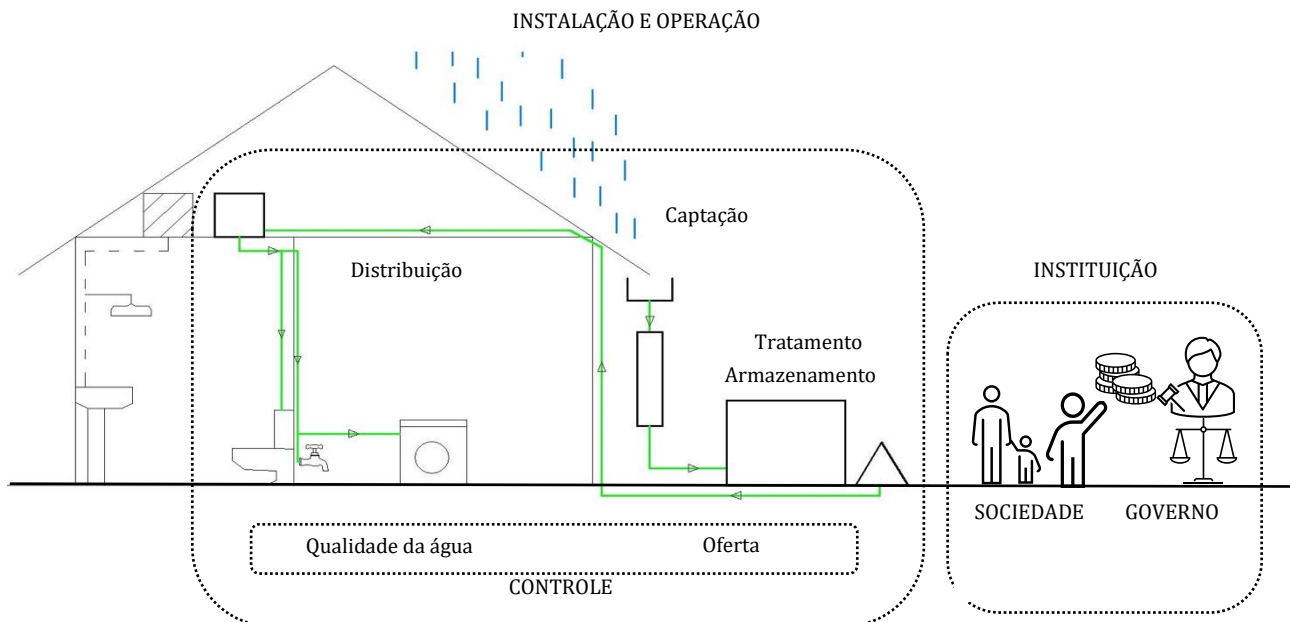 INSTALAÇÃO E OPERAÇÃO
Captação
Distribuição
INSTITUIÇÃO
Tratamento
Armazenamento
SOCIEDADE
GOVERNO
Qualidade da água
Oferta
CONTROLE